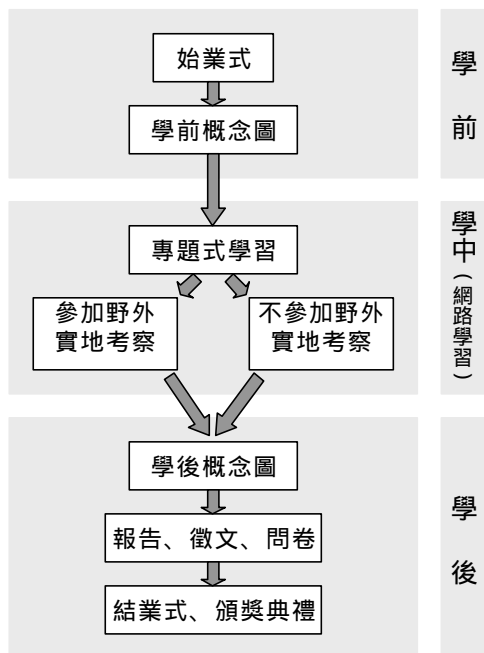 始業式
學前概念圖
學前
專題式學習
參加野外
實地考察
不參加野外
實地考察
學中(網路學習)
學後概念圖
報告、徵文、問卷
結業式、頒獎典禮
學後